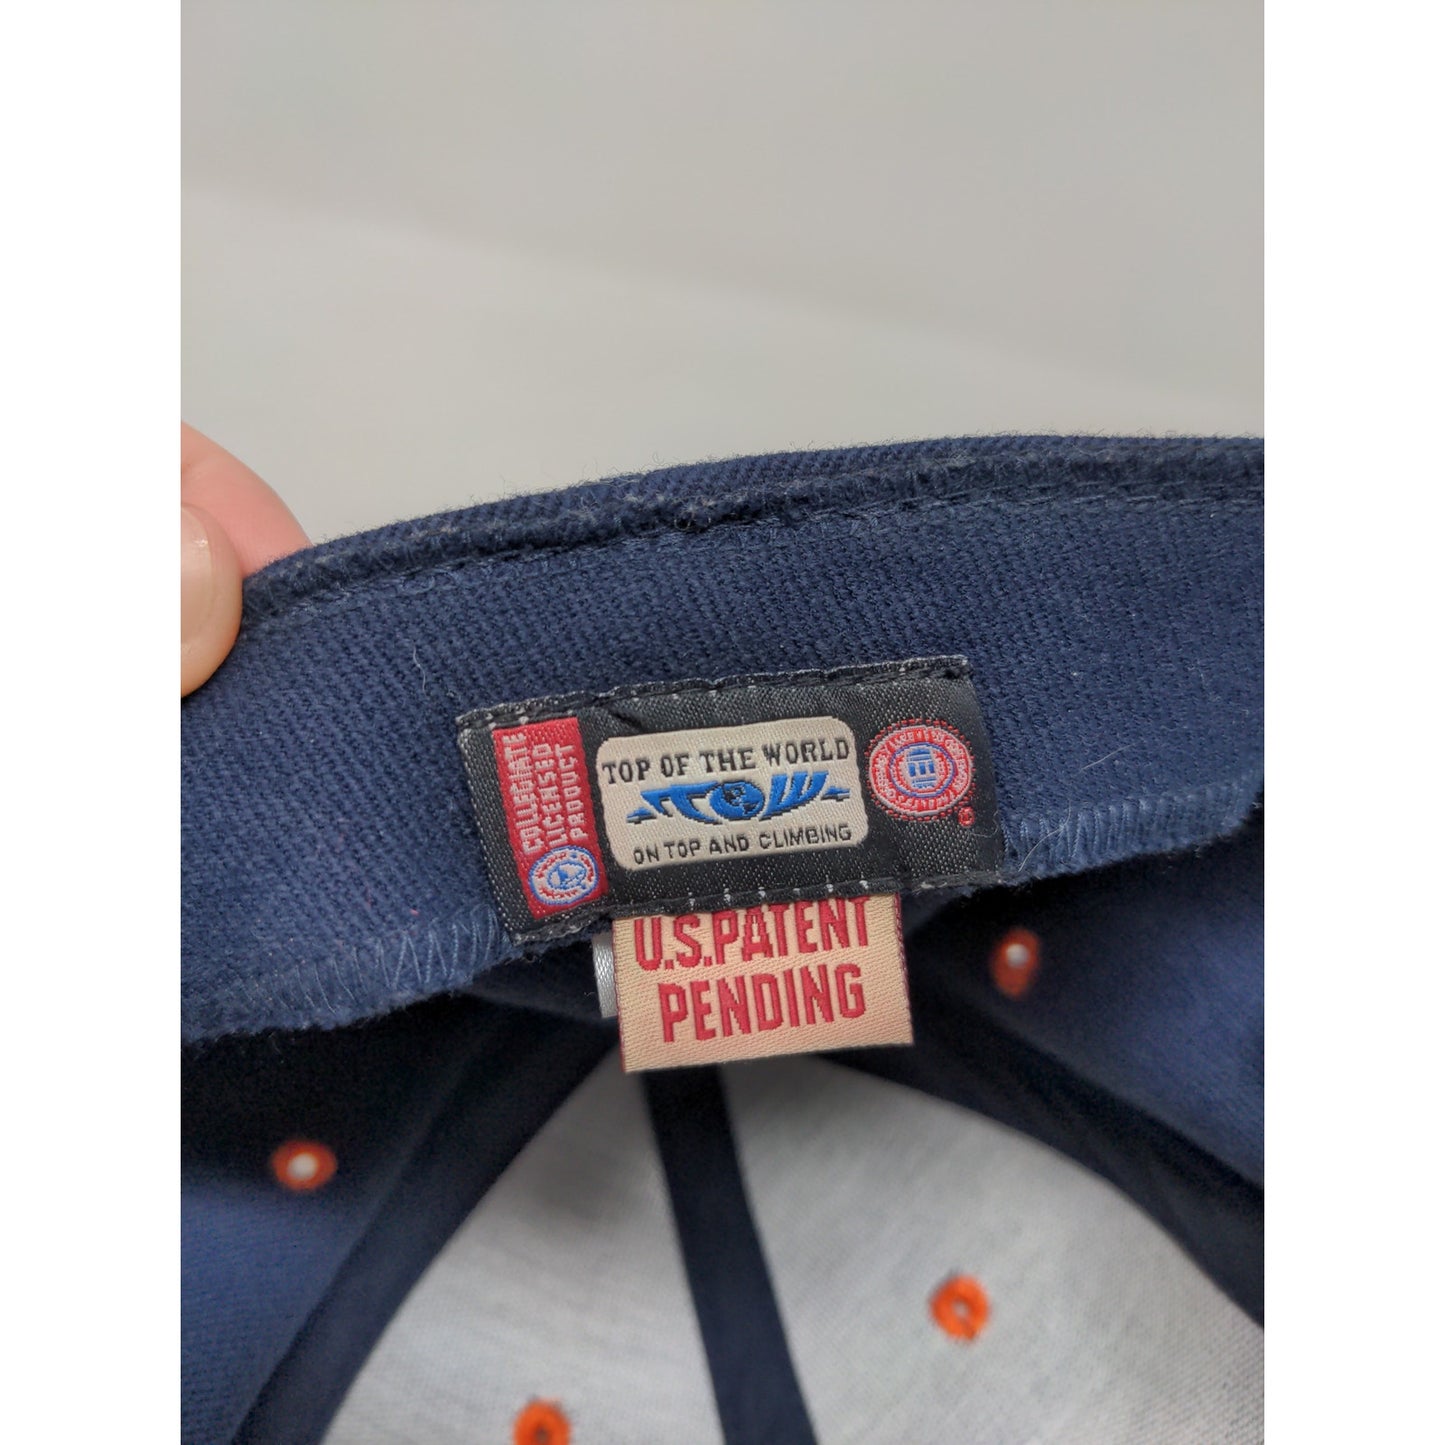 COLLEGIATE
LICENSED
PRODUCT
TOP OF THE WORLD
TOW
ON TOP AND CLIMBING
U.S. PATENT
PENDING